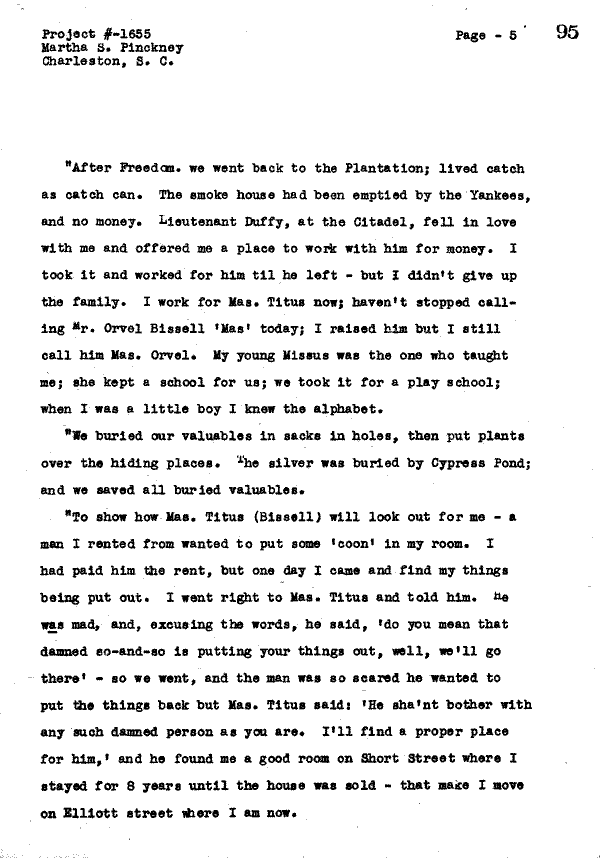 Project #-1655
Martha S. Pinckney
Charleston, S. C.
Page - 5
95
"After Freedom. we went back to the Plantation; lived catch
as catch can. The smoke house had been emptied by the Yankees,
and no money. Lieutenant Duffy, at the Citadel, fell in love
with me and offered me a place to work with him for money. I
took it and worked for him til he left - but I didn't give up
the family. I work for Mas. Titus now; haven't stopped call-
ing Mr. Orvel Bissell 'Mas' today; I raised him but I still
call him Mas. Orvel. My young Missus was the one who taught
me; she kept a school for us; we took it for a play school;
when I was a little boy I knew the alphabet.
"We buried our valuables in sacks in holes, then put plants
over the hiding places. The silver was buried by Cypress Pond;
and we saved all buried valuables.
"To show how Mas. Titus (Bissell) will look out for me - a
man I rented from wanted to put some 'coon' in my room. I
had paid him the rent, but one day I came and find my things
being put out. I went right to Mas. Titus and told him. He
was mad, and, excusing the words, he said, 'do you mean that
damned so-and-so is putting your things out, well, we'll go
there' - so we went, and the man was so scared he wanted to
put the things back but Mas. Titus said: 'He sha'nt bother with
any such damned person as you are. I'll find a proper place
for him,' and he found me a good room on Short Street where I
stayed for 8 years until the house was sold - that make I move
on Elliott street where I am now.